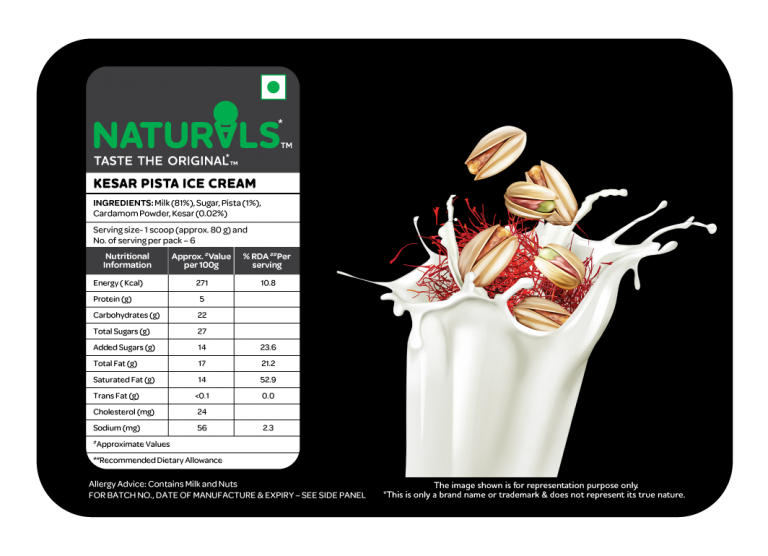 NATURALS*™
TASTE THE ORIGINAL*™
KESAR PISTA ICE CREAM
INGREDIENTS: Milk (81%), Sugar, Pista (1%),
Cardamom Powder, Kesar (0.02%)
Serving size- 1 scoop (approx. 80 g) and
No. of serving per pack – 6
Nutritional Information Approx. #Value per 100g % RDA ##Per serving
Energy ( Kcal) 271 10.8
Protein (g) 5
Carbohydrates (g) 22
Total Sugars (g) 27
Added Sugars (g) 14 23.6
Total Fat (g) 17 21.2
Saturated Fat (g) 14 52.9
Trans Fat (g) <0.1 0.0
Cholesterol (mg) 24
Sodium (mg) 56 2.3
#Approximate Values
##Recommended Dietary Allowance
Allergy Advice: Contains Milk and Nuts
FOR BATCH NO., DATE OF MANUFACTURE & EXPIRY – SEE SIDE PANEL
The image shown is for representation purpose only.
*This is only a brand name or trademark & does not represent its true nature.